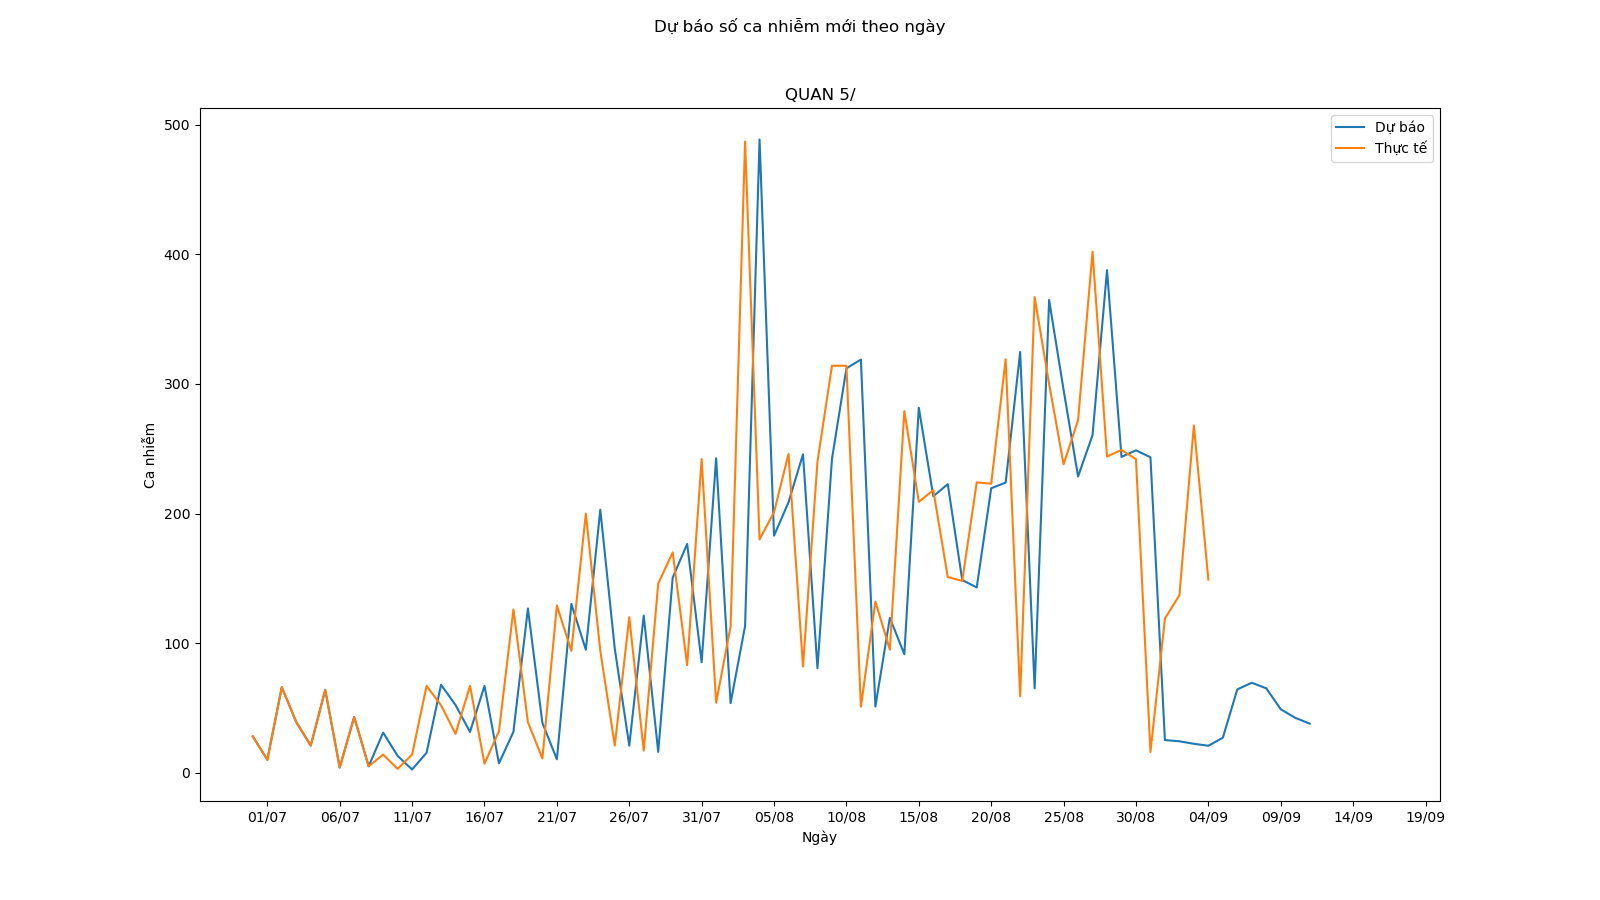 Dự báo số ca nhiễm mới theo ngày
QUAN 5/
Dự báo
Thực tế
500
400
300
200
100
0
Ca nhiễm
01/07 06/07 11/07 16/07 21/07 26/07 31/07 05/08 10/08 15/08 20/08 25/08 30/08 04/09 09/09 14/09 19/09
Ngày